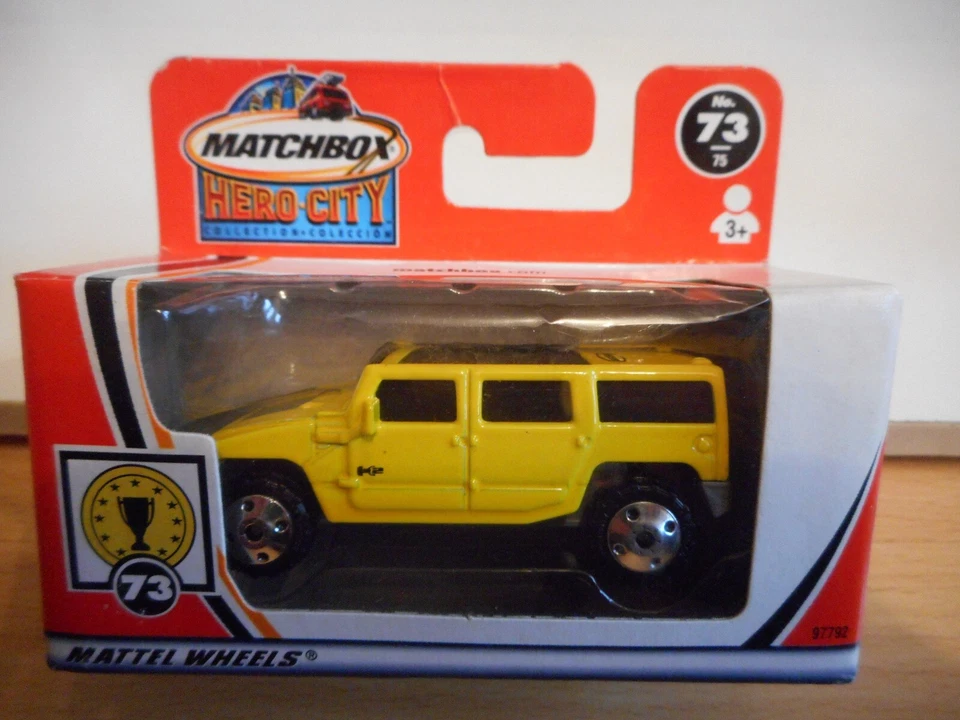 MATCHBOX
HERO-CITY
COLLECTION•COLECCIÓN
No.
73
75
3+
matchbox.com
H2
73
97792
MATTEL WHEELS®